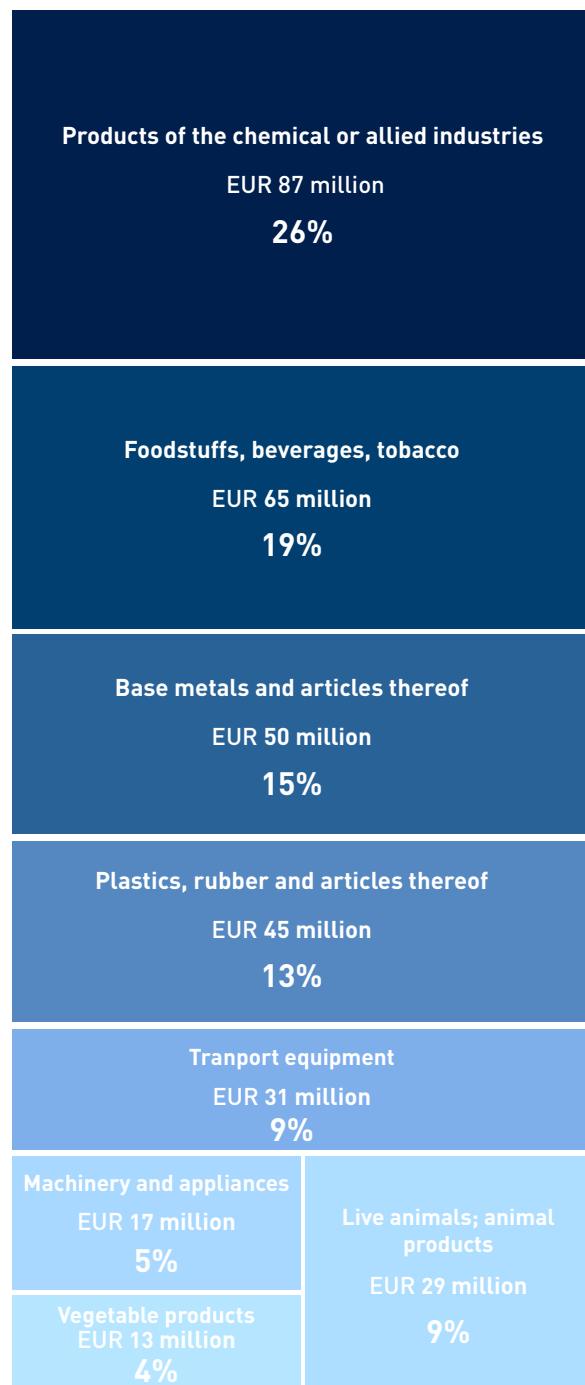 Products of the chemical or allied industries
EUR 87 million
26%
Foodstuffs, beverages, tobacco
EUR 65 million
19%
Base metals and articles thereof
EUR 50 million
15%
Plastics, rubber and articles thereof
EUR 45 million
13%
Tranport equipment
EUR 31 million
9%
Machinery and appliances
EUR 17 million
5%
Vegetable products
EUR 13 million
4%
Live animals; animal
products
EUR 29 million
9%